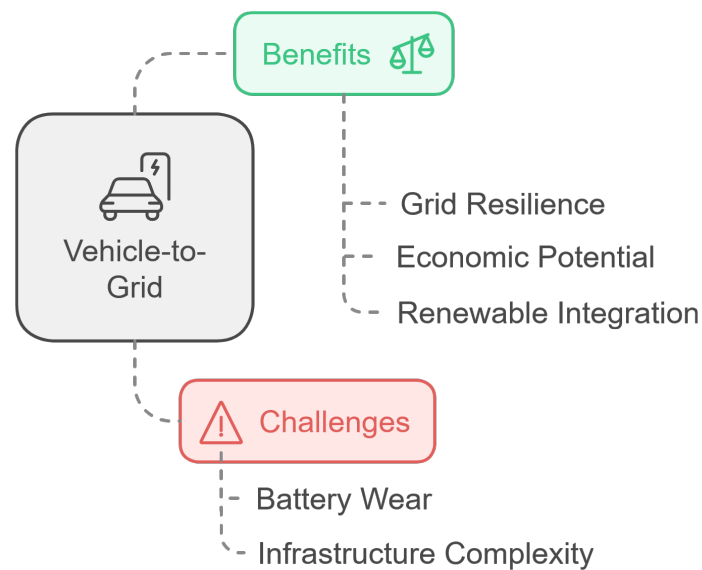 Benefits
Vehicle-to-
Grid
Grid Resilience
Economic Potential
Renewable Integration
Challenges
Battery Wear
Infrastructure Complexity